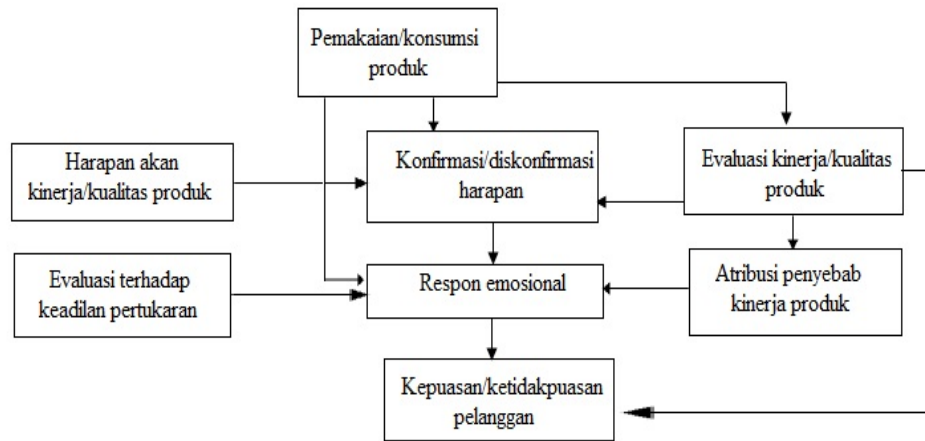 Pemakaian/konsumsi
produk
Harapan akan
kinerja/kualitas produk
Konfirmasi/diskonfirmasi
harapan
Evaluasi kinerja/kualitas
produk
Evaluasi terhadap
keadilan pertukaran
Respon emosional
Atribusi penyebab
kinerja produk
Kepuasan/ketidakpuasan
pelanggan